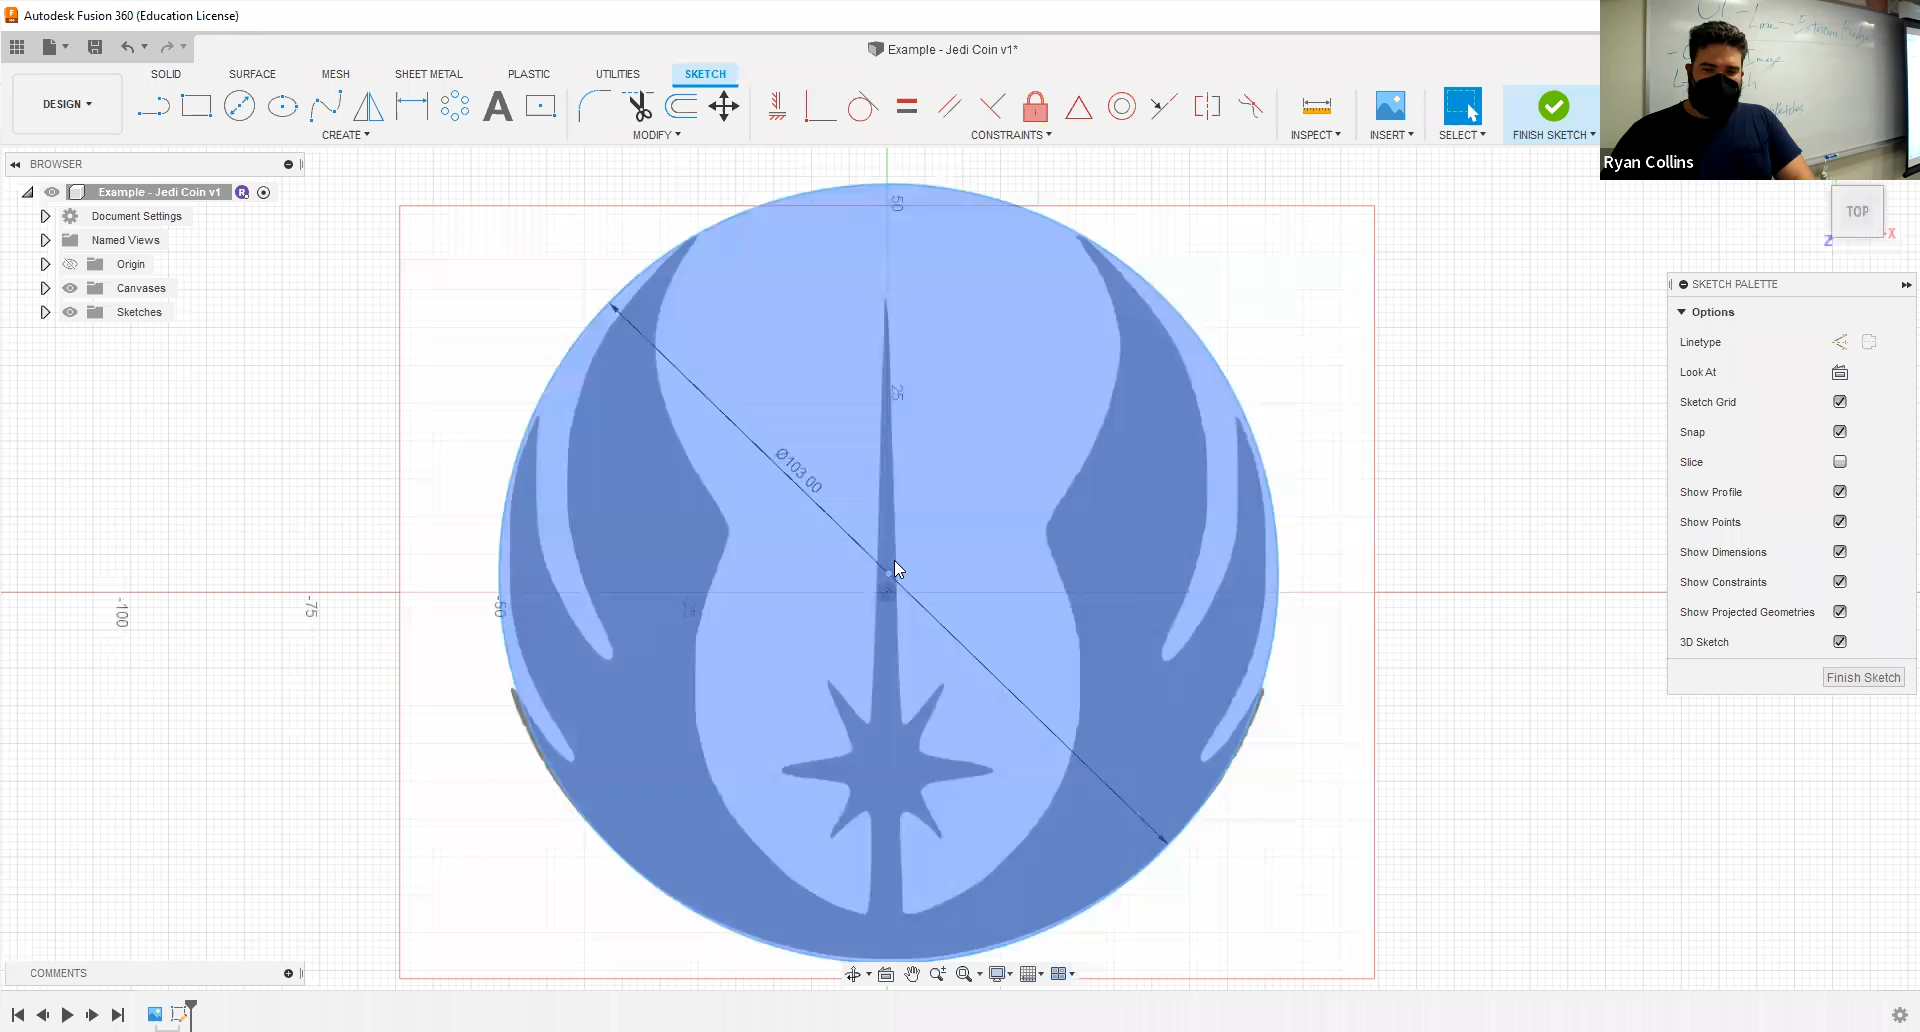 Autodesk Fusion 360 (Education License)
Example - Jedi Coin v1*
SOLID SURFACE MESH SHEET METAL PLASTIC UTILITIES SKETCH
DESIGN
CREATE MODIFY CONSTRAINTS INSPECT INSERT SELECT FINISH SKETCH
Ryan Collins
BROWSER
Example - Jedi Coin v1
R
Document Settings
Named Views
Origin
Canvases
Sketches
TOP
Z
X
50
25
Ø103.00
-100
-75
-50
-25
SKETCH PALETTE
Options
Linetype
Look At
Sketch Grid
Snap
Slice
Show Profile
Show Points
Show Dimensions
Show Constraints
Show Projected Geometries
3D Sketch
Finish Sketch
COMMENTS